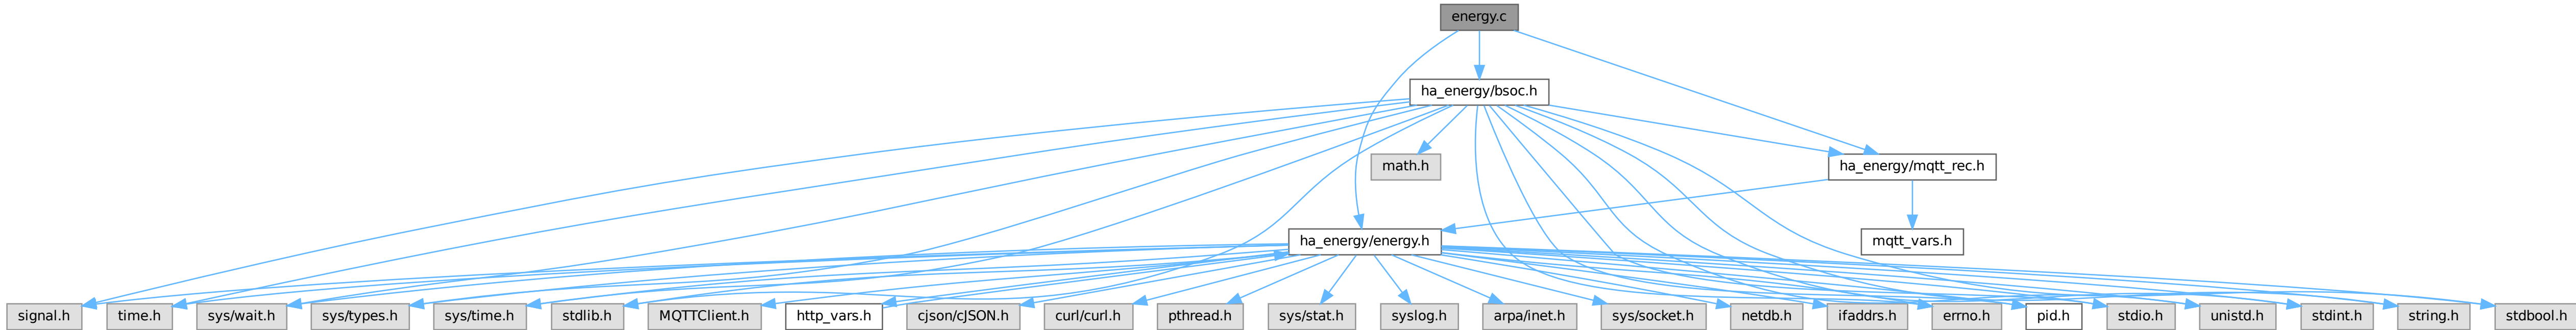 energy.c
ha_energy/bsoc.h
math.h
ha_energy/mqtt_rec.h
ha_energy/energy.h
mqtt_vars.h
signal.h
time.h
sys/wait.h
sys/types.h
sys/time.h
stdlib.h
MQTTClient.h
http_vars.h
cjson/cJSON.h
curl/curl.h
pthread.h
sys/stat.h
syslog.h
arpa/inet.h
sys/socket.h
netdb.h
ifaddrs.h
errno.h
pid.h
stdio.h
unistd.h
stdint.h
string.h
stdbool.h